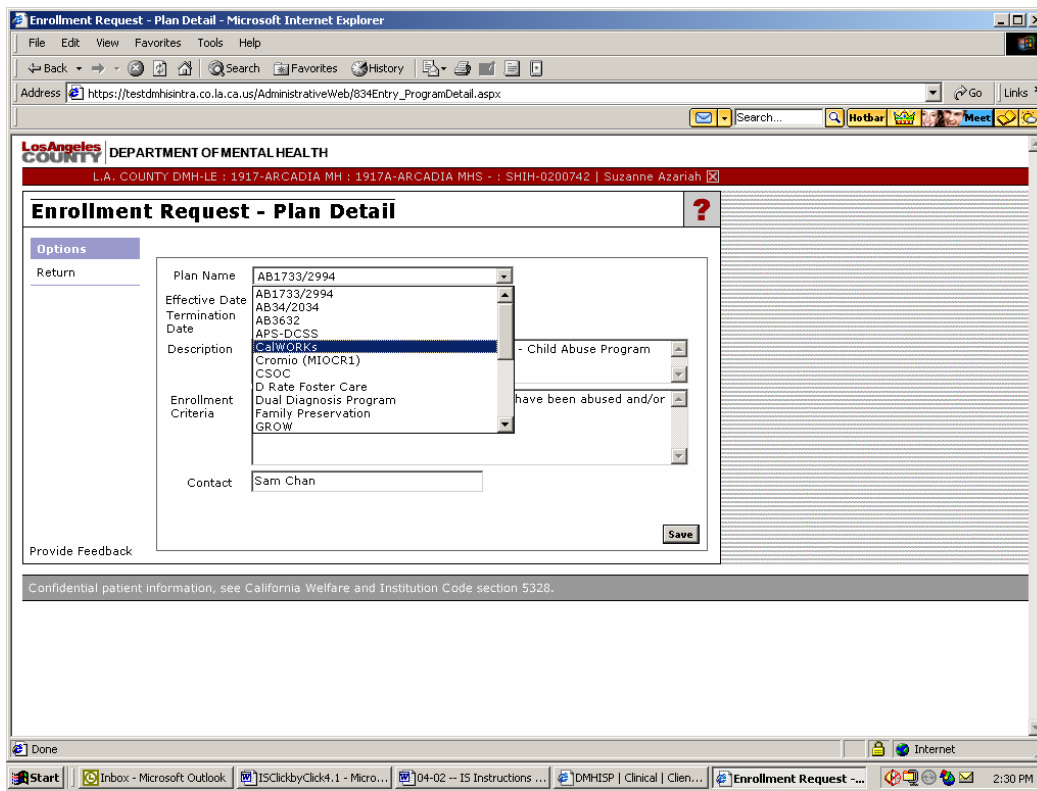 Enrollment Request - Plan Detail - Microsoft Internet Explorer
File Edit View Favorites Tools Help
Back Search Favorites History
Address https://testdmhisintra.co.la.ca.us/AdministrativeWeb/834Entry_ProgramDetail.aspx Go Links
Search... Hotbar Meet
Los Angeles COUNTY DEPARTMENT OF MENTAL HEALTH
L.A. COUNTY DMH-LE : 1917-ARCADIA MH : 1917A-ARCADIA MHS - : SHIH-0200742 | Suzanne Azariah
Enrollment Request - Plan Detail ?
Options
Return
Plan Name AB1733/2994
Effective Date
Termination Date
Description
Enrollment Criteria
AB1733/2994
AB34/2034
AB3632
APS-DCSS
CalWORKs
Cromio (MIOCR1)
CSOC
D Rate Foster Care
Dual Diagnosis Program
Family Preservation
GROW
- Child Abuse Program
have been abused and/or
Contact Sam Chan
Save
Provide Feedback
Confidential patient information, see California Welfare and Institution Code section 5328.
Done Internet
Start Inbox - Microsoft Outlook ISClickbyClick4.1 - Micro... 04-02 -- IS Instructions ... DMHISP | Clinical | Clien... Enrollment Request -... 2:30 PM